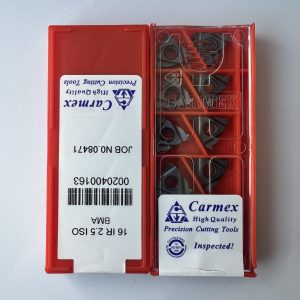 Carmex
High Quality
Precision Cutting Tools
JOB NO.08471
0020400163
BMA
16 IR 2.5 ISO
CARMEX
Carmex
High Quality
Precision Cutting Tools
Inspected!